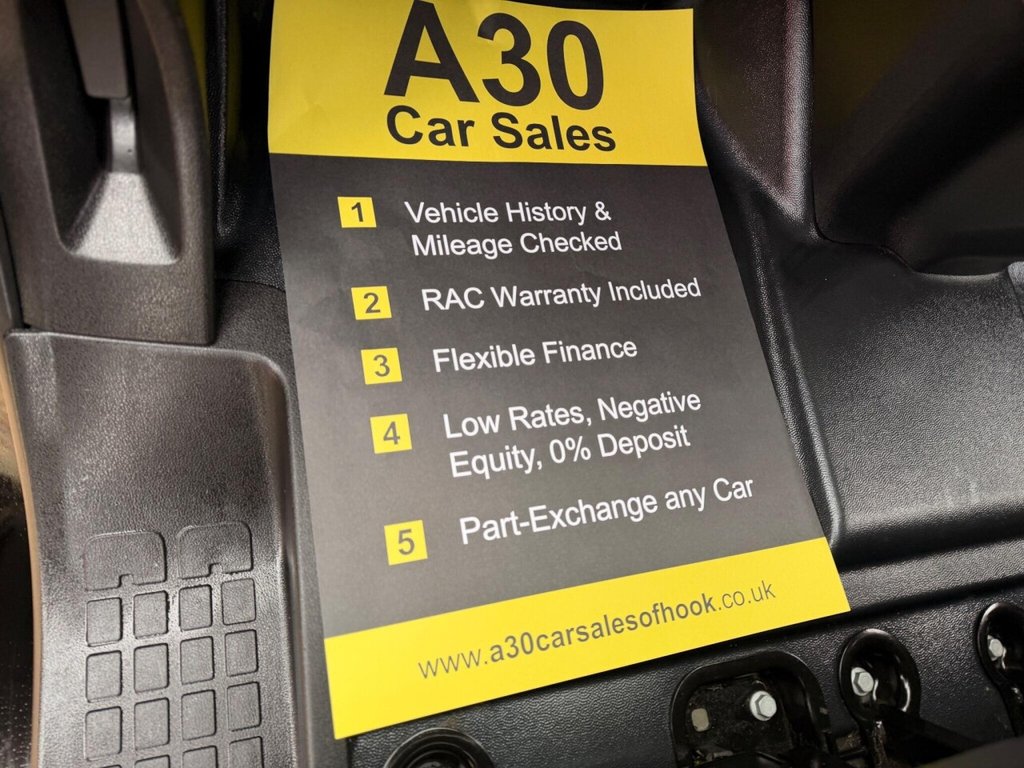 A30
Car Sales
1 Vehicle History &
Mileage Checked
2 RAC Warranty Included
3 Flexible Finance
4 Low Rates, Negative
Equity, 0% Deposit
5 Part-Exchange any Car
www.a30carsalesofhook.co.uk